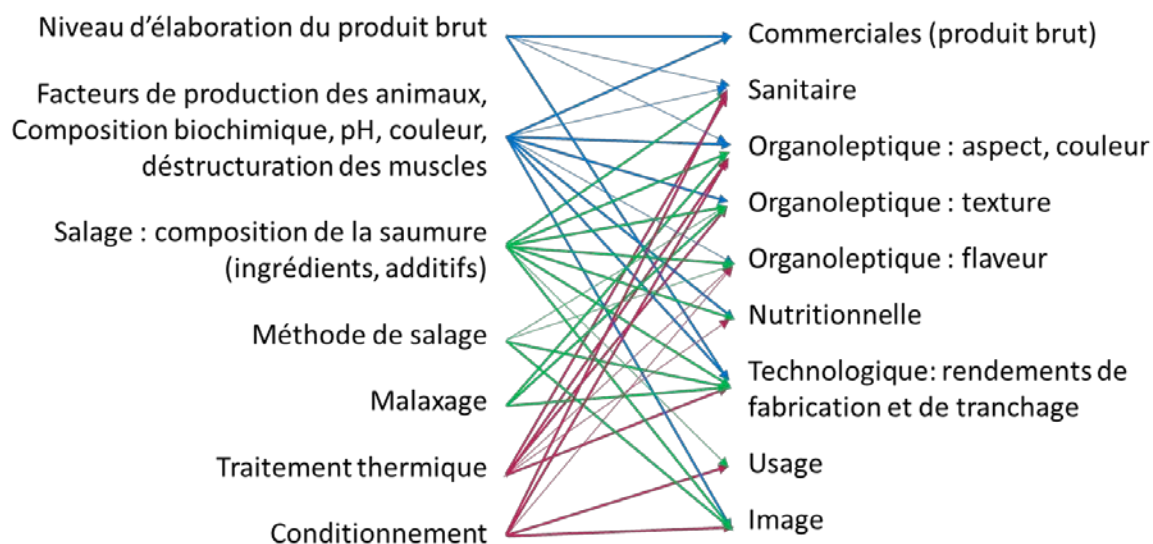 Niveau d'élaboration du produit brut
Facteurs de production des animaux,
Composition biochimique, pH, couleur,
déstructuration des muscles
Salage : composition de la saumure
(ingrédients, additifs)
Méthode de salage
Malaxage
Traitement thermique
Conditionnement
Commerciales (produit brut)
Sanitaire
Organoleptique : aspect, couleur
Organoleptique : texture
Organoleptique : flaveur
Nutritionnelle
Technologique: rendements de
fabrication et de tranchage
Usage
Image